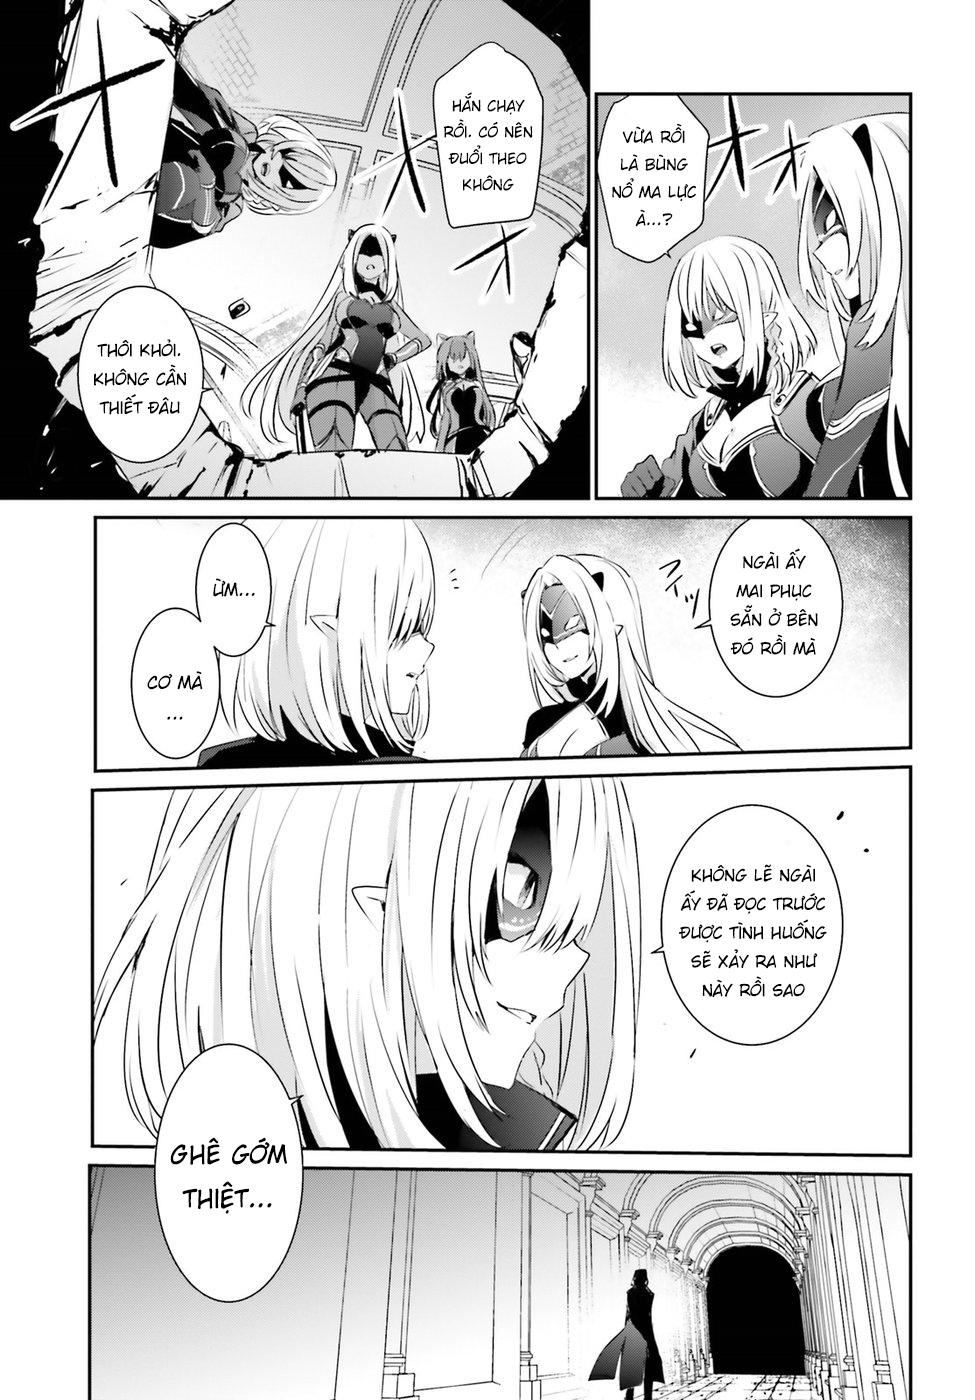 VỪA RỒI
LÀ BÙNG
NỔ MA LỰC
À...?
HẮN CHẠY
RỒI. CÓ NÊN
ĐUỔI THEO
KHÔNG
THÔI KHỎI.
KHÔNG CẦN
THIẾT ĐÂU
NGÀI ẤY
MAI PHỤC
SẴN Ở BÊN
ĐÓ RỒI MÀ
ỪM...
CƠ MÀ
...
KHÔNG LẼ NGÀI
ẤY ĐÃ ĐỌC TRƯỚC
ĐƯỢC TÌNH HUỐNG
SẼ XẢY RA NHƯ
NÀY RỒI SAO
GHÊ GỚM
THIỆT...